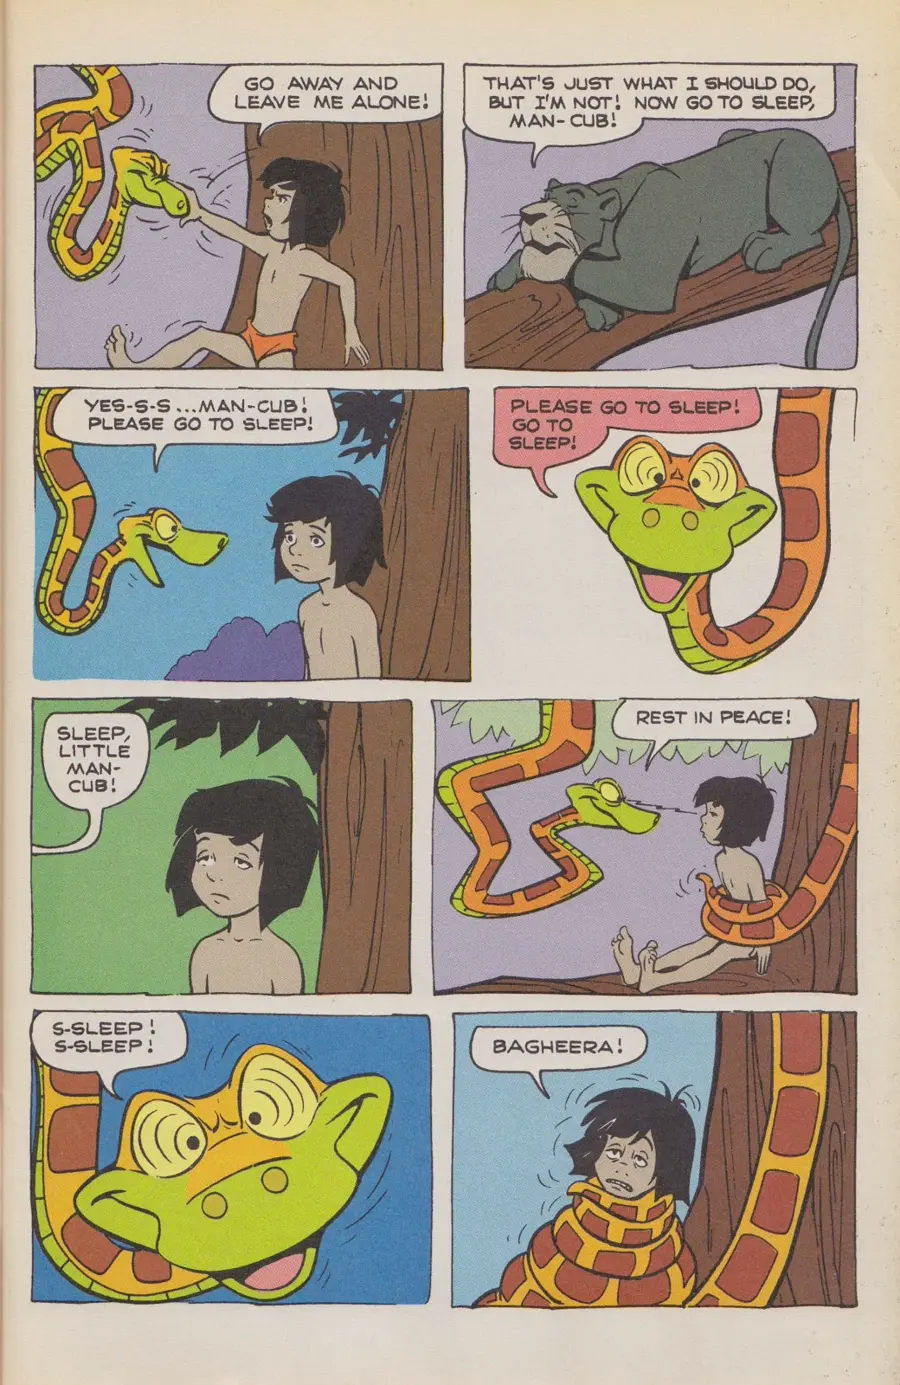 GO AWAY AND
LEAVE ME ALONE!
THAT'S JUST WHAT I SHOULD DO,
BUT I'M NOT! NOW GO TO SLEEP,
MAN-CUB!
YES-S-S...MAN-CUB!
PLEASE GO TO SLEEP!
PLEASE GO TO SLEEP!
GO TO
SLEEP!
SLEEP,
LITTLE
MAN-
CUB!
REST IN PEACE!
S-SLEEP!
S-SLEEP!
BAGHEERA!